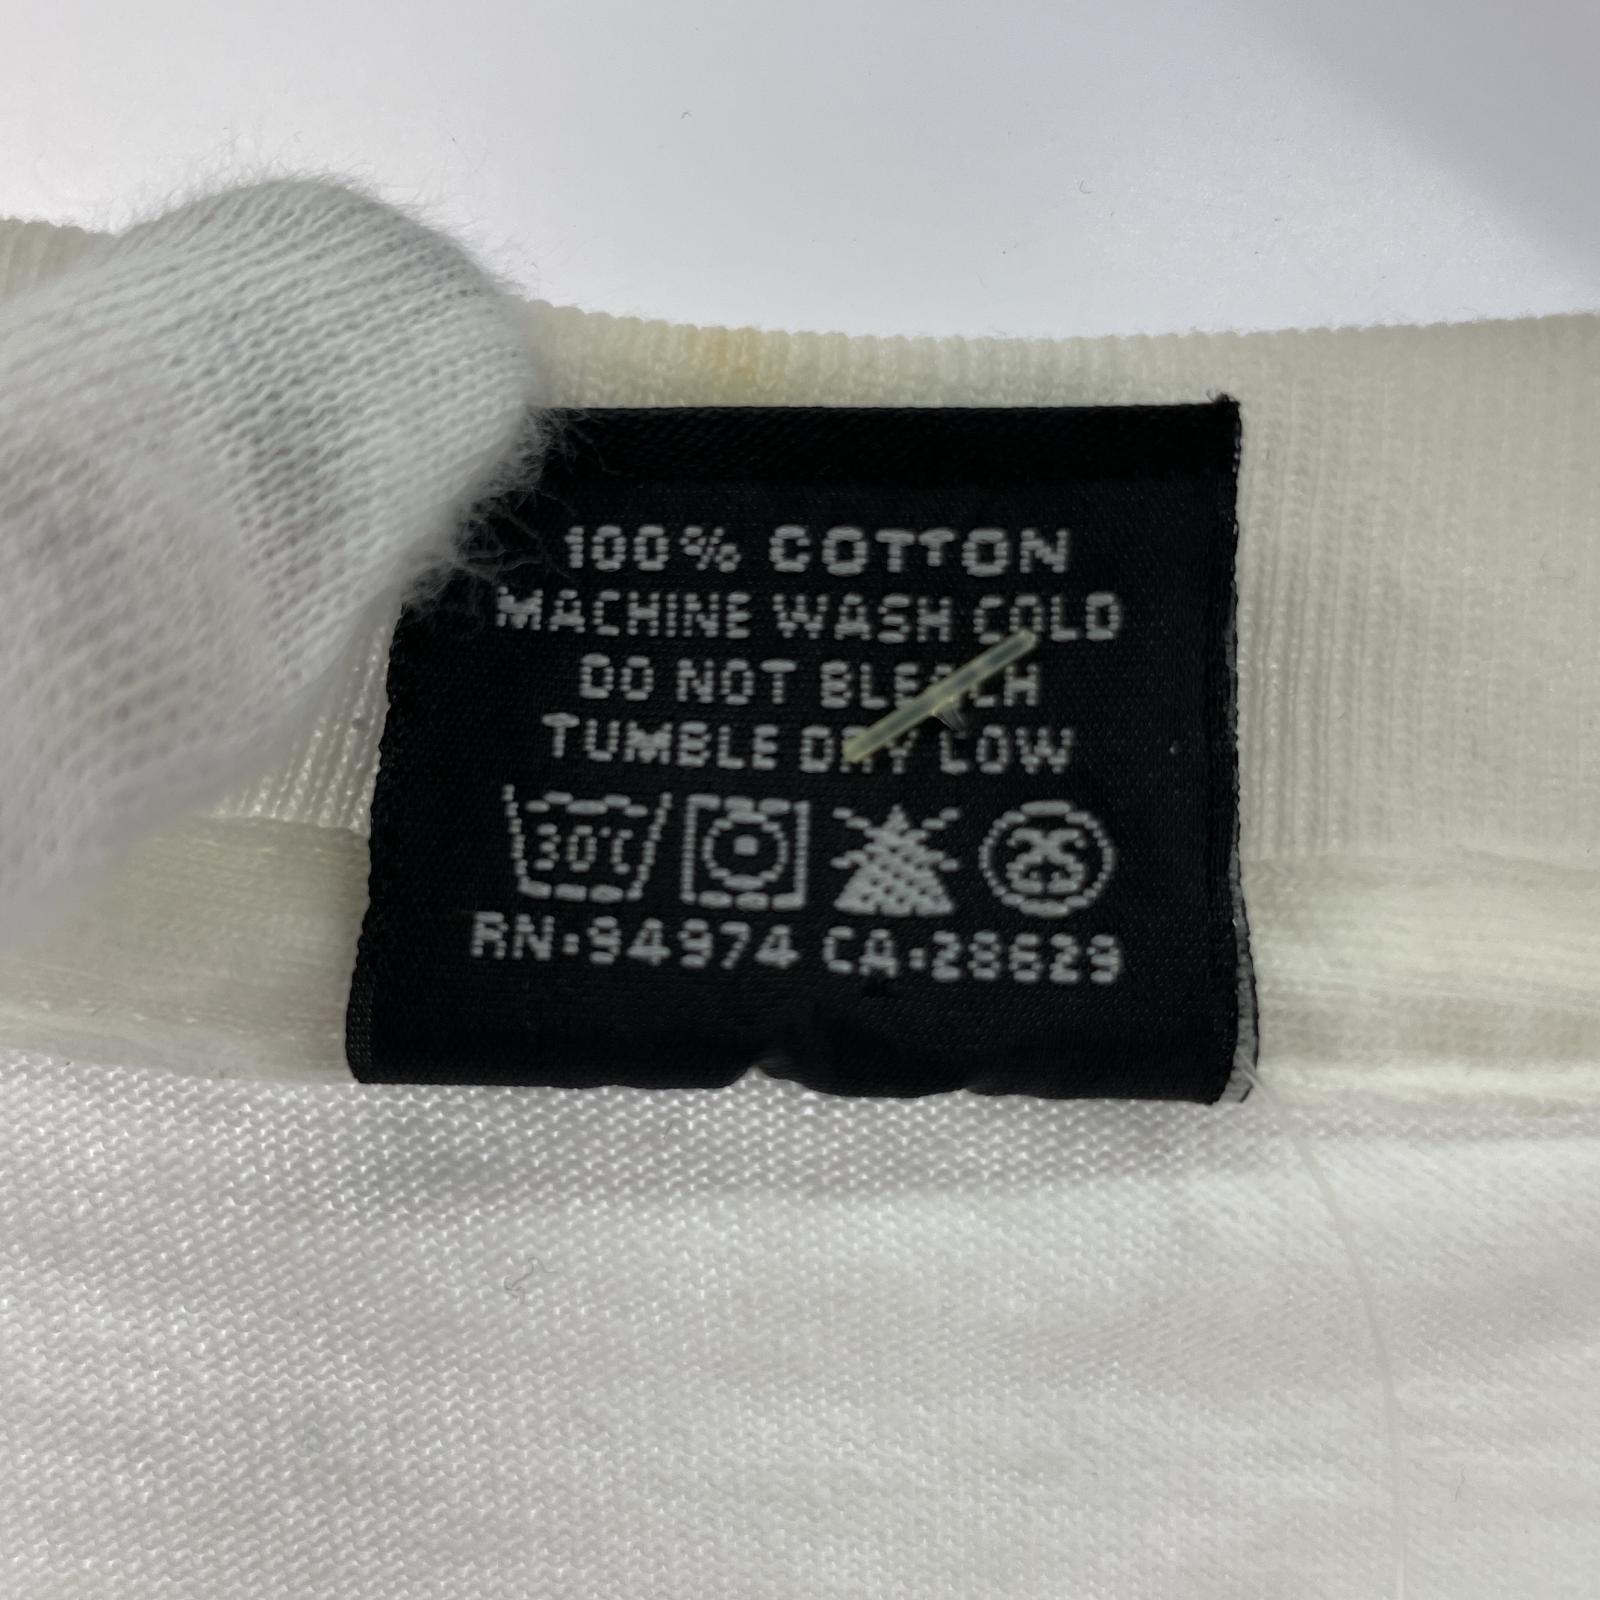 100% COTTON
MACHINE WASH COLD
DO NOT BLEACH
TUMBLE DRY LOW
30°C
RN:94974 CA:28629